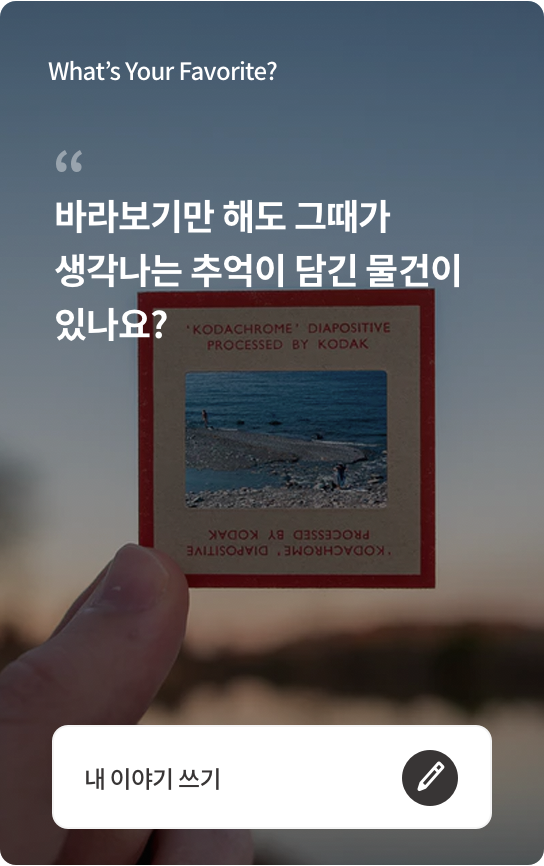 What’s Your Favorite?
“
바라보기만 해도 그때가
생각나는 추억이 담긴 물건이
있나요?
‘KODACHROME’ DIAPOSITIVE
PROCESSED BY KODAK
PROCESSED BY KODAK
‘KODACHROME’ DIAPOSITIVE
내 이야기 쓰기